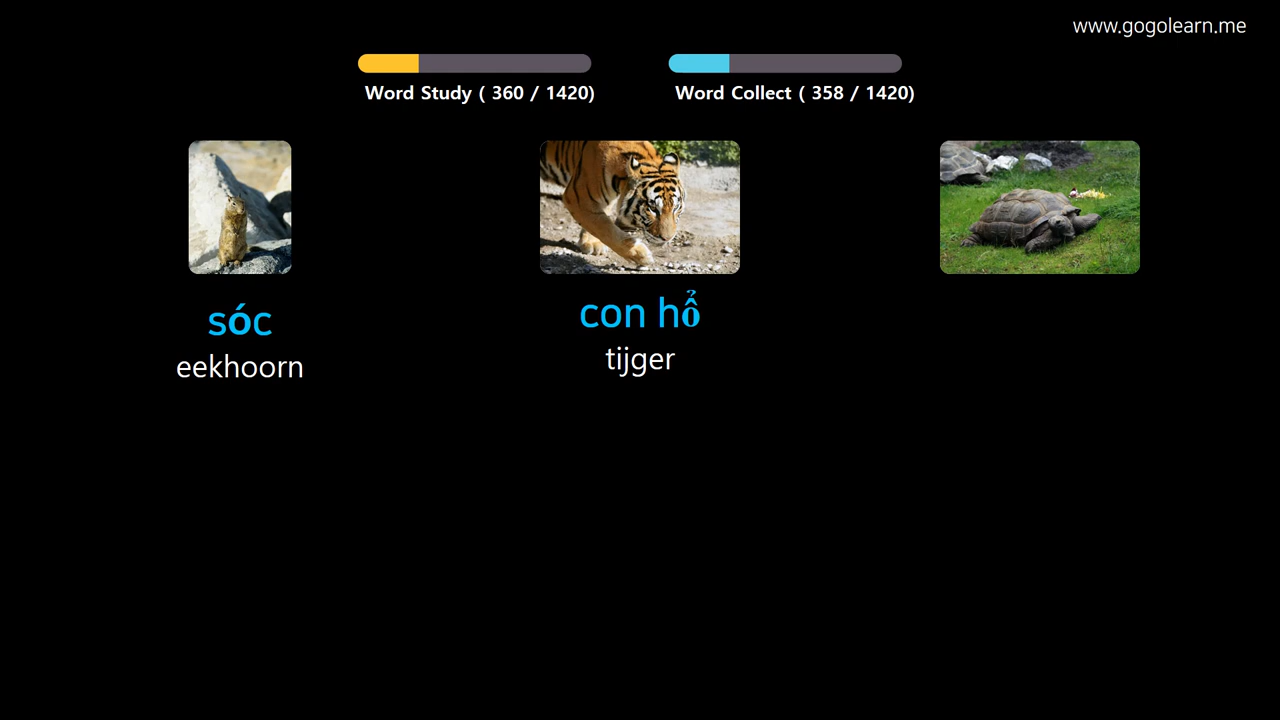 www.gogolearn.me
Word Study ( 360 / 1420)
Word Collect ( 358 / 1420)
sóc
eekhoorn
con hổ
tijger